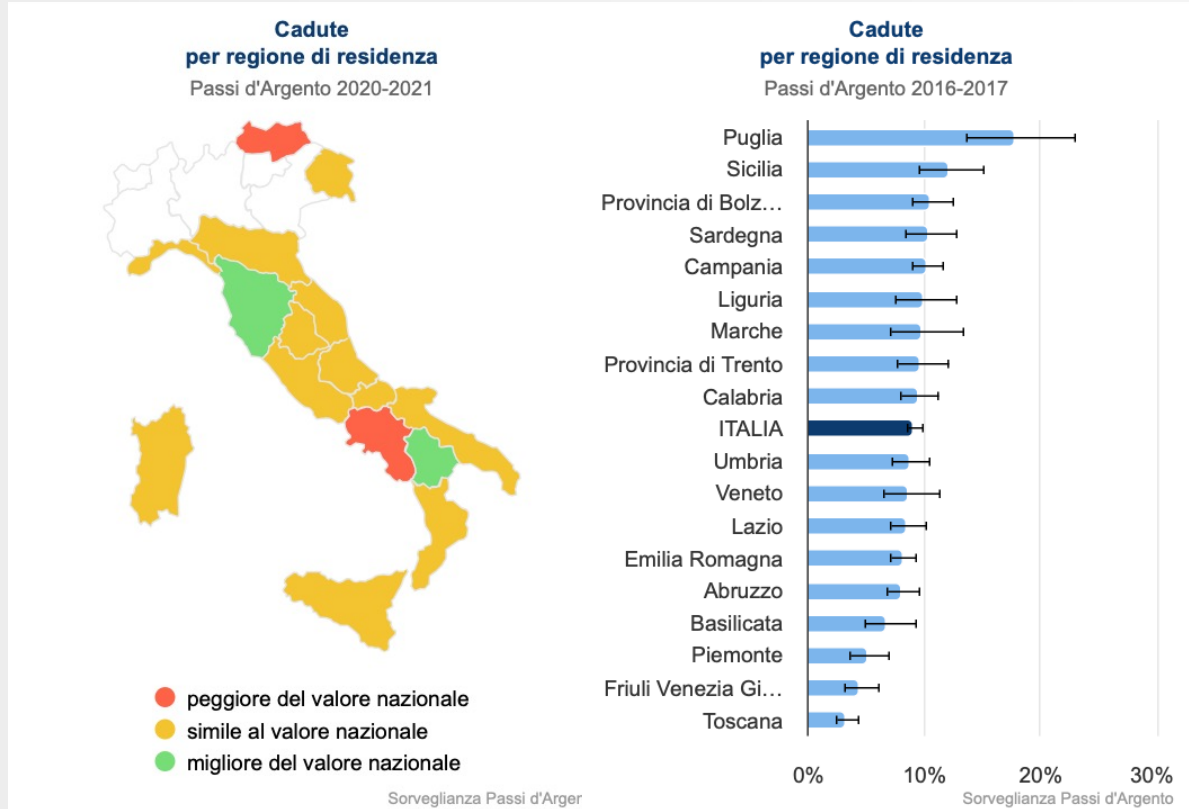 Cadute
per regione di residenza
Passi d'Argento 2020-2021
peggiore del valore nazionale
simile al valore nazionale
migliore del valore nazionale
Sorveglianza Passi d'Arger
Cadute
per regione di residenza
Passi d'Argento 2016-2017
Puglia
Sicilia
Provincia di Bolz…
Sardegna
Campania
Liguria
Marche
Provincia di Trento
Calabria
ITALIA
Umbria
Veneto
Lazio
Emilia Romagna
Abruzzo
Basilicata
Piemonte
Friuli Venezia Gi…
Toscana
0% 10% 20% 30%
Sorveglianza Passi d'Argento